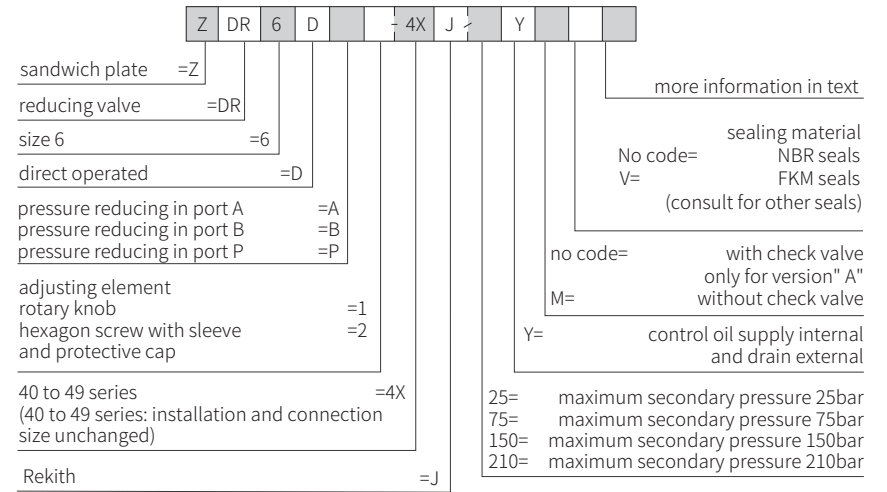 Z DR 6 D - 4X J / Y
sandwich plate =Z
reducing valve =DR
size 6 =6
direct operated =D
pressure reducing in port A =A
pressure reducing in port B =B
pressure reducing in port P =P
adjusting element
rotary knob =1
hexagon screw with sleeve =2
and protective cap
40 to 49 series =4X
(40 to 49 series: installation and connection
size unchanged)
Rekith =J
more information in text
sealing material
No code= NBR seals
V= FKM seals
(consult for other seals)
no code= with check valve
only for version" A"
M= without check valve
Y= control oil supply internal
and drain external
25= maximum secondary pressure 25bar
75= maximum secondary pressure 75bar
150= maximum secondary pressure 150bar
210= maximum secondary pressure 210bar